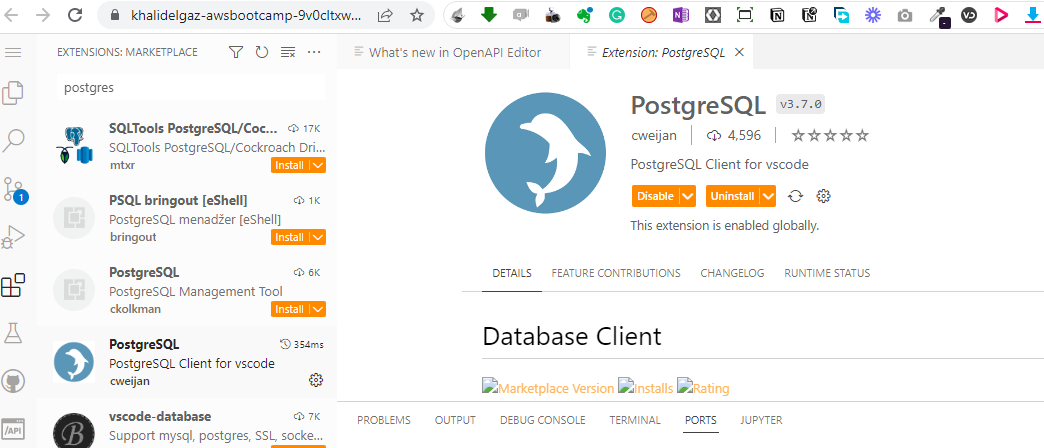 khalidelgaz-awsbootcamp-9v0cltxw...
EXTENSIONS: MARKETPLACE
postgres
SQLTools PostgreSQL/Coc...
17K
SQLTools PostgreSQL/Cockroach Dri...
mtxr
Install
PSQL bringout [eShell]
1K
PostgreSQL menadžer [eShell]
bringout
Install
PostgreSQL
6K
PostgreSQL Management Tool
ckolkman
Install
PostgreSQL
354ms
PostgreSQL Client for vscode
cweijan
vscode-database
7K
Support mysql, postgres, SSL, socke...
1
/API
B
What's new in OpenAPI Editor
Extension: PostgreSQL
PostgreSQL
v3.7.0
cweijan
4,596
PostgreSQL Client for vscode
Disable
Uninstall
This extension is enabled globally.
DETAILS
FEATURE CONTRIBUTIONS
CHANGELOG
RUNTIME STATUS
Database Client
Marketplace Version
Installs
Rating
PROBLEMS
OUTPUT
DEBUG CONSOLE
TERMINAL
PORTS
JUPYTER